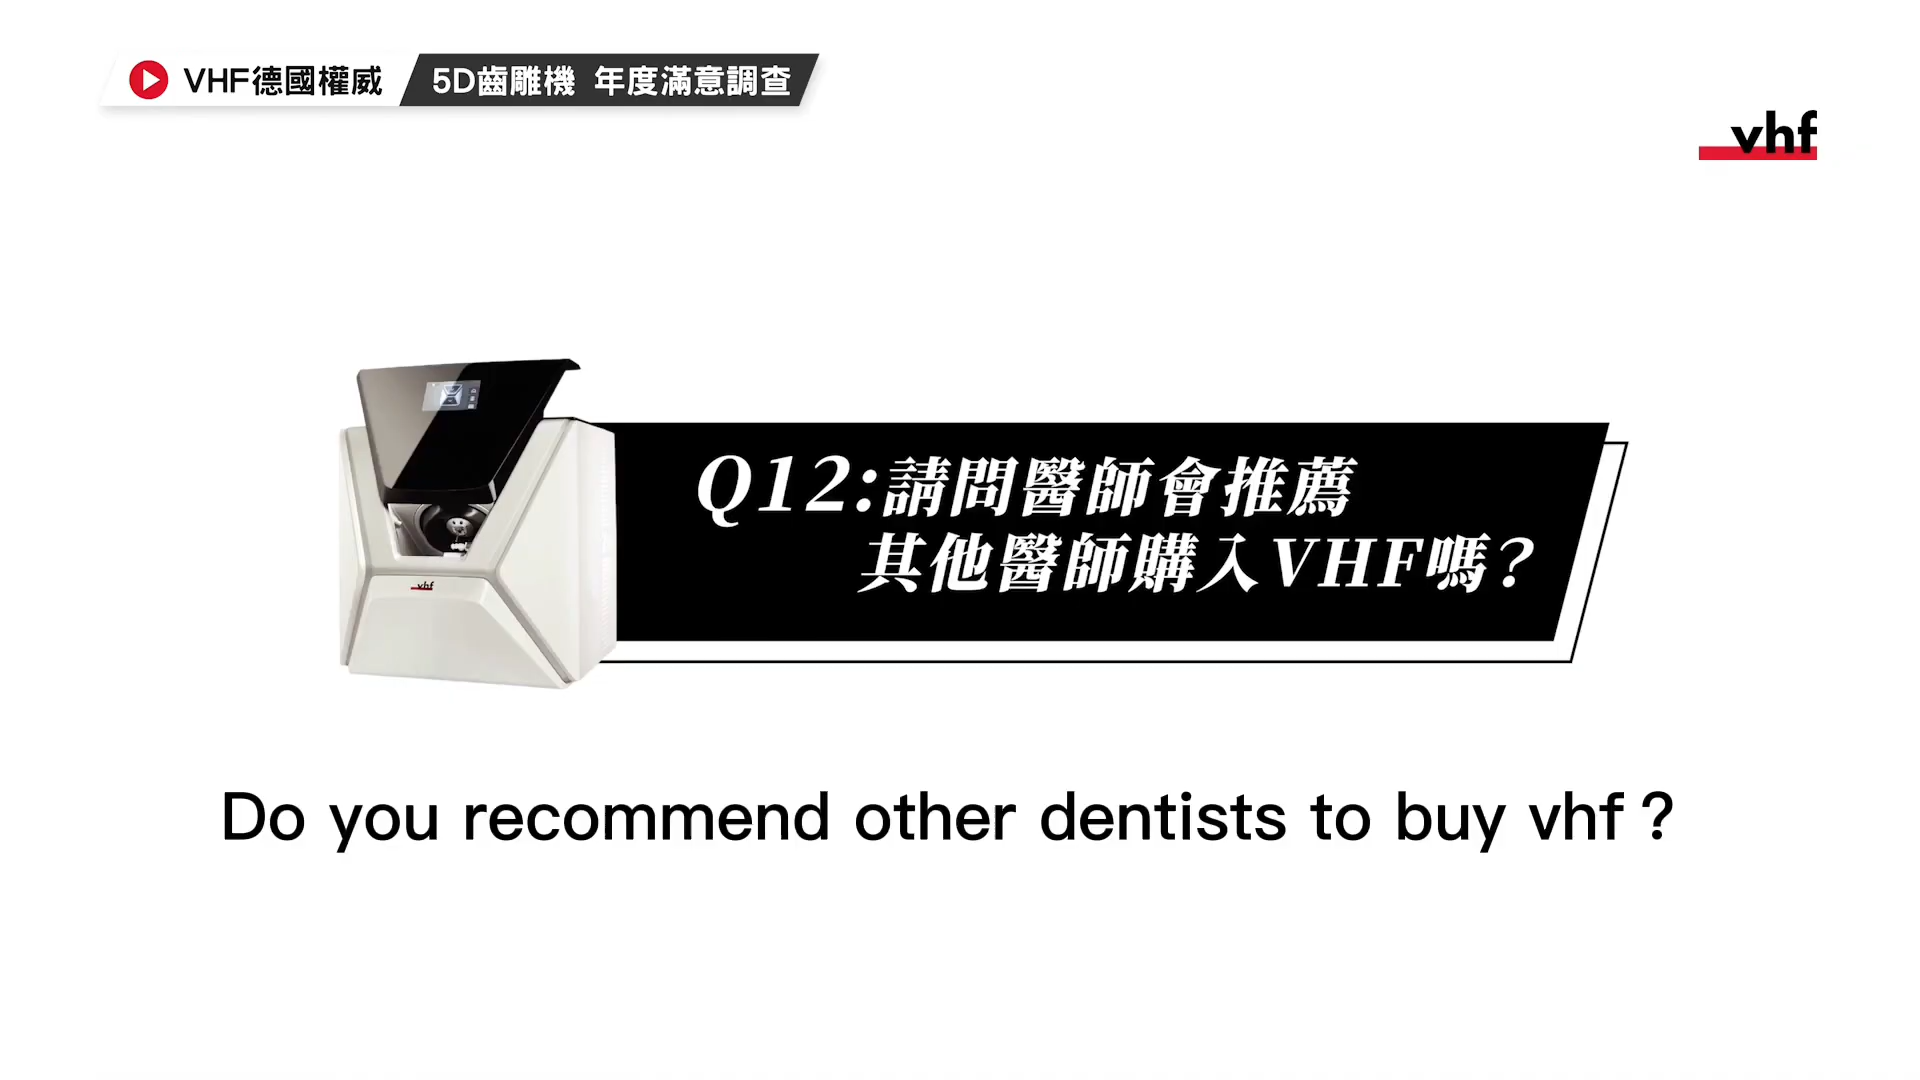 VHF德國權威 5D齒雕機 年度滿意調查
vhf
Q12:請問醫師會推薦
其他醫師購入VHF嗎?
vhf
Do you recommend other dentists to buy vhf ?